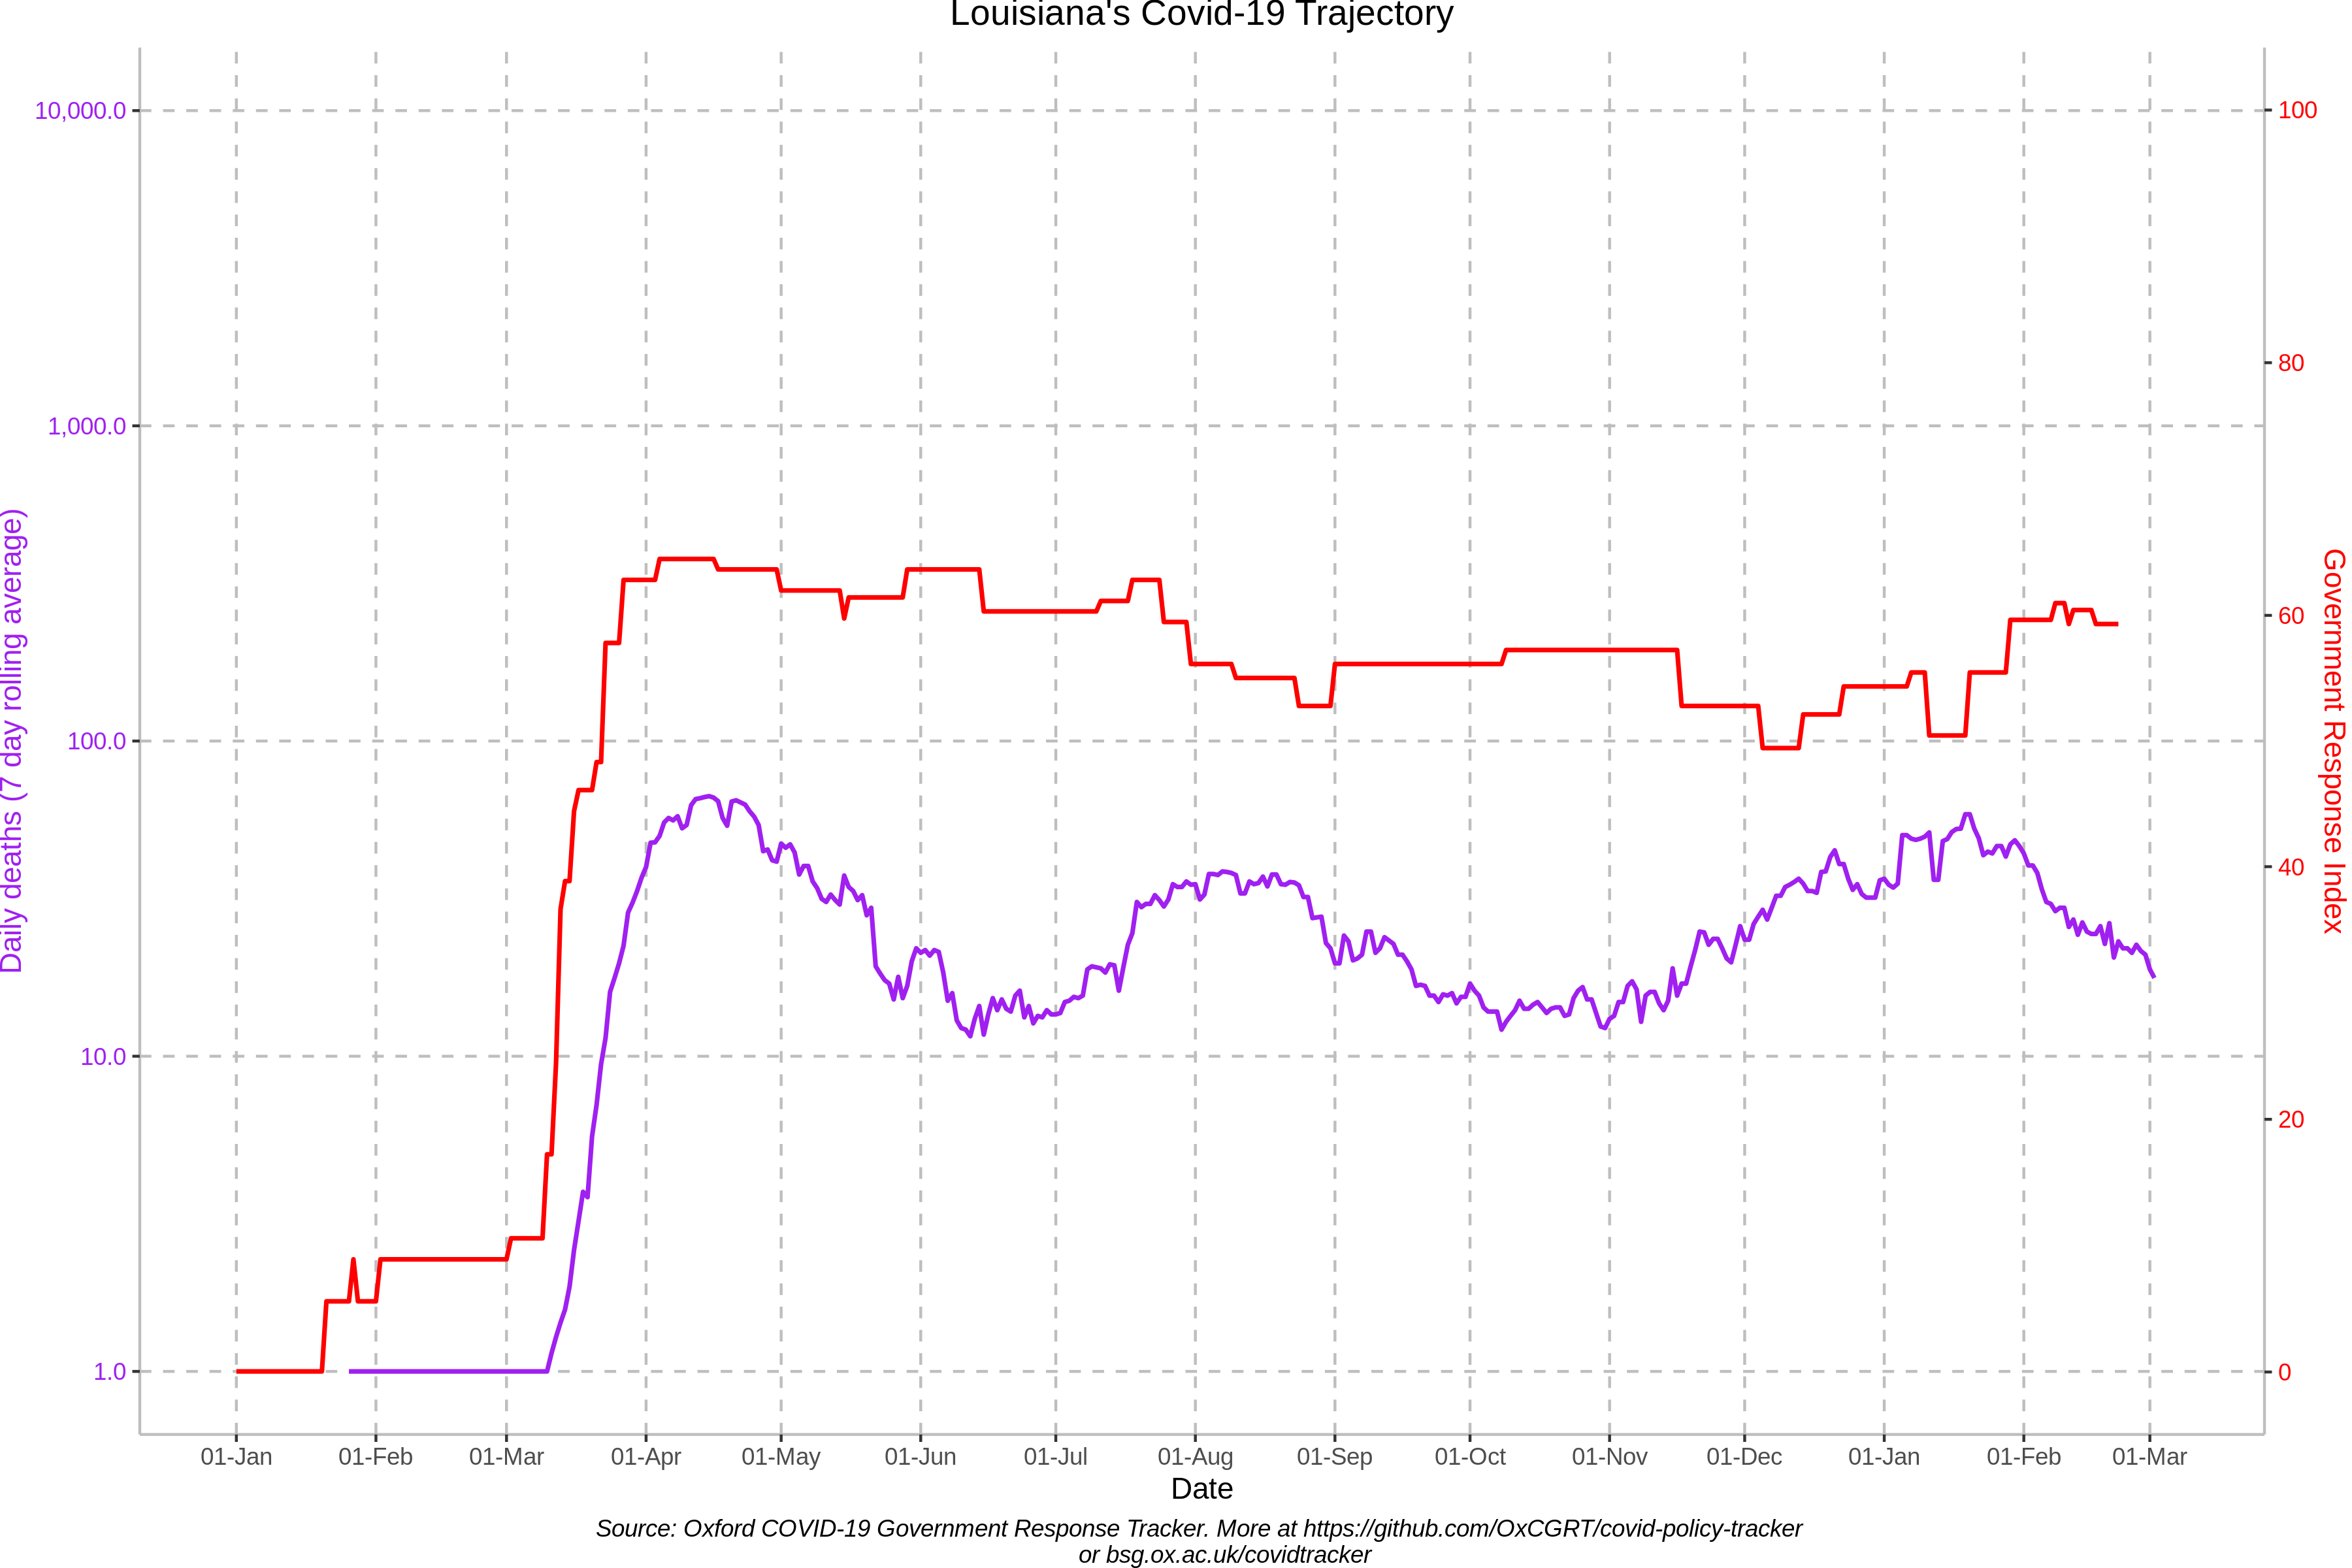 Louisiana's Covid-19 Trajectory
10,000.0
1,000.0
100.0
10.0
1.0
Daily deaths (7 day rolling average)
100
80
60
40
20
0
Government Response Index
01-Jan 01-Feb 01-Mar 01-Apr 01-May 01-Jun 01-Jul 01-Aug 01-Sep 01-Oct 01-Nov 01-Dec 01-Jan 01-Feb 01-Mar
Date
Source: Oxford COVID-19 Government Response Tracker. More at https://github.com/OxCGRT/covid-policy-tracker
or bsg.ox.ac.uk/covidtracker